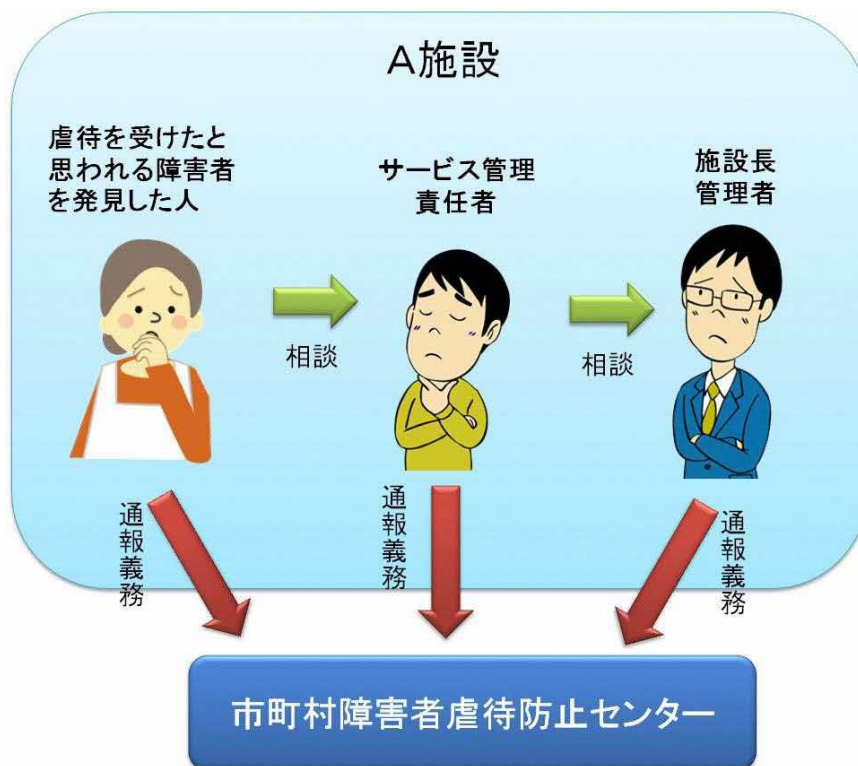 A施設
虐待を受けたと
思われる障害者
を発見した人
サービス管理
責任者
施設長
管理者
相談
相談
通報義務
通報義務
通報義務
市町村障害者虐待防止センター